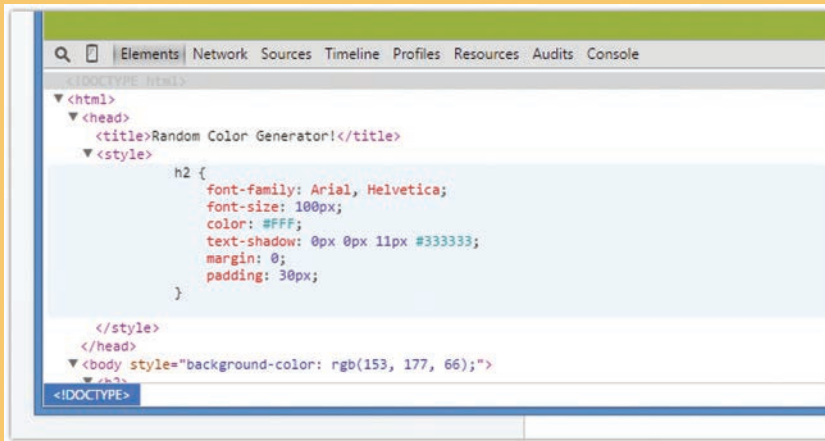 Elements Network Sources Timeline Profiles Resources Audits Console
<!DOCTYPE html>
▼<html>
▼<head>
<title>Random Color Generator!</title>
▼<style>
h2 {
font-family: Arial, Helvetica;
font-size: 100px;
color: #FFF;
text-shadow: 0px 0px 11px #333333;
margin: 0;
padding: 30px;
}
</style>
</head>
▼<body style="background-color: rgb(153, 177, 66);">
▼<h2>
<!DOCTYPE>